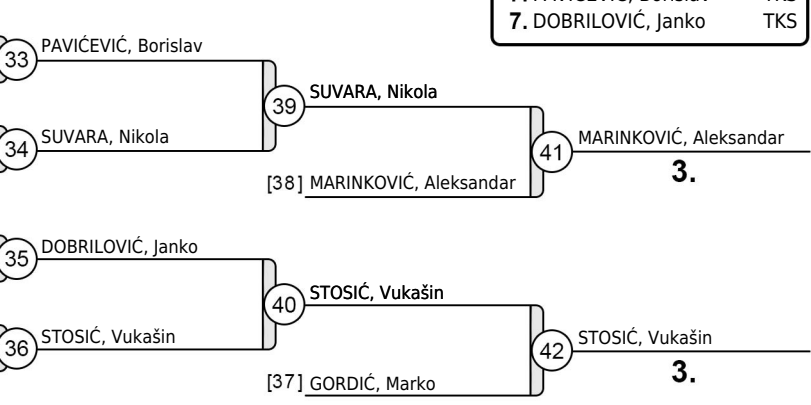 7. DOBRILOVIĆ, Janko TKS
33 PAVIĆEVIĆ, Borislav
39 SUVARA, Nikola
34 SUVARA, Nikola
41 MARINKOVIĆ, Aleksandar
3.
[38] MARINKOVIĆ, Aleksandar
35 DOBRILOVIĆ, Janko
40 STOSIĆ, Vukašin
36 STOSIĆ, Vukašin
42 STOSIĆ, Vukašin
3.
[37] GORDIĆ, Marko